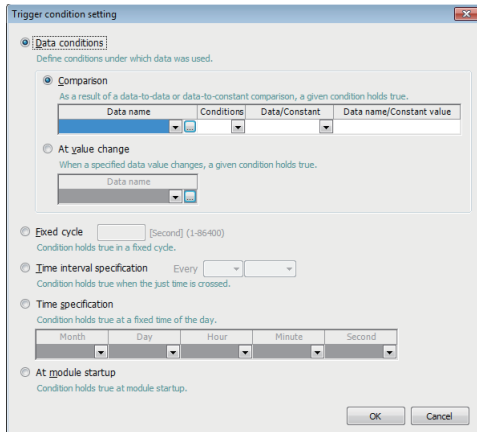 Trigger condition setting
Data conditions
Define conditions under which data was used.
Comparison
As a result of a data-to-data or data-to-constant comparison, a given condition holds true.
Data name Conditions Data/Constant Data name/Constant value
At value change
When a specified data value changes, a given condition holds true.
Data name
Fixed cycle [Second] (1-86400)
Condition holds true in a fixed cycle.
Time interval specification Every
Condition holds true when the just time is crossed.
Time specification
Condition holds true at a fixed time of the day.
Month Day Hour Minute Second
At module startup
Condition holds true at module startup.
OK Cancel